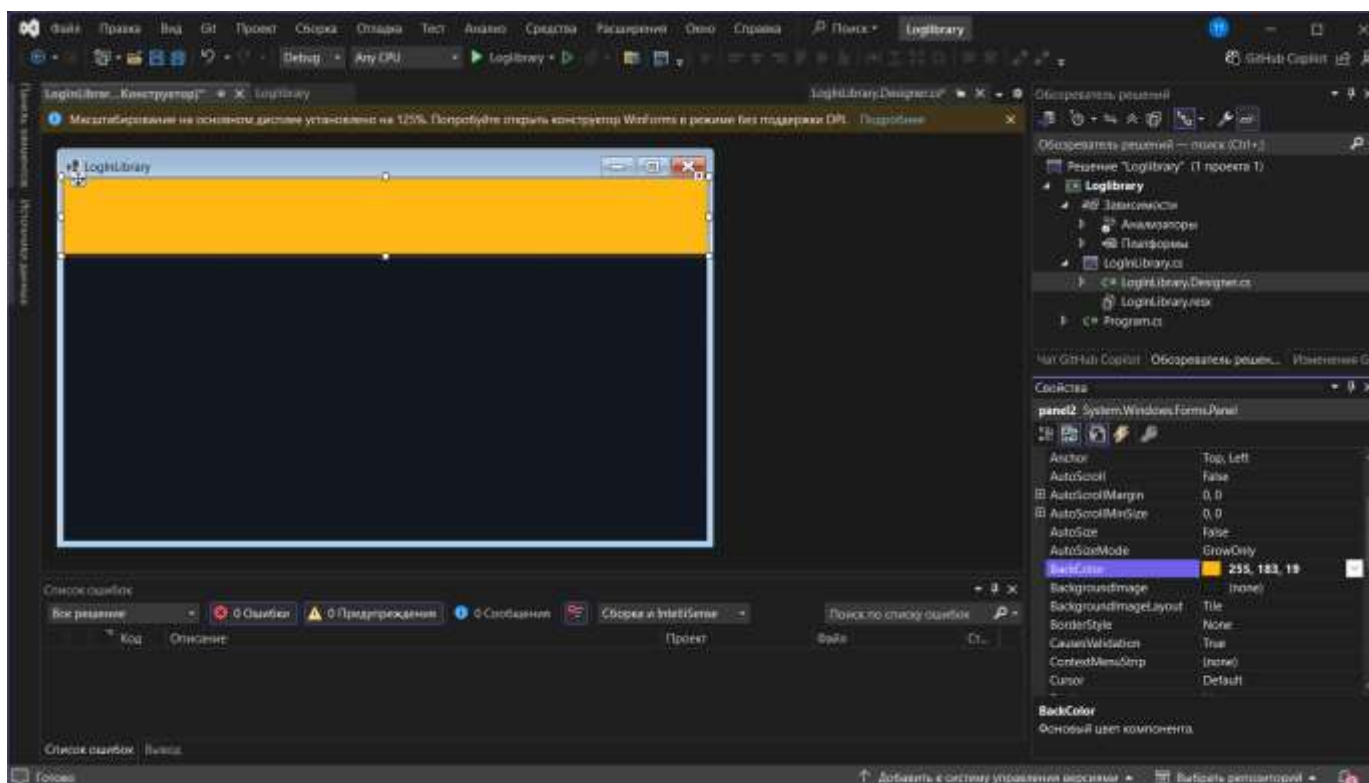 Файл Правка Вид Git Проект Сборка Отладка Тест Анализ Средства Расширения Окно Справка Поиск Loglibrary
Debug Any CPU Loglibrary GitHub Copilot
LoginLibrar...Конструктор]* Loglibrary LoginLibrary.Designer.cs*
Масштабирование на основном дисплее установлено на 125%. Попробуйте открыть конструктор WinForms в режиме без поддержки DPI. Подробнее
LoginLibrary
Обозреватель решений
Обозреватель решений — поиск (Ctrl+;)
Решение "Loglibrary" (1 проекта 1)
Loglibrary
Зависимости
Анализаторы
Платформы
LoginLibrary.cs
C# LoginLibrary.Designer.cs
LoginLibrary.resx
C# Program.cs
Чат GitHub Copilot Обозреватель решен... Изменения G
Свойства
panel2 System.Windows.Forms.Panel
Anchor Top, Left
AutoScroll False
AutoScrollMargin 0, 0
AutoScrollMinSize 0, 0
AutoSize False
AutoSizeMode GrowOnly
BackColor 255, 183, 19
BackgroundImage (none)
BackgroundImageLayout Tile
BorderStyle None
CausesValidation True
ContextMenuStrip (none)
Cursor Default
BackColor
Фоновый цвет компонента.
Список ошибок
Все решение 0 Ошибки 0 Предупреждения 0 Сообщения Сборка и IntelliSense Поиск по списку ошибок
Код Описание Проект Файл Ст...
Список ошибок Вывод
Готово Добавить в систему управления версиями Выбрать репозиторий